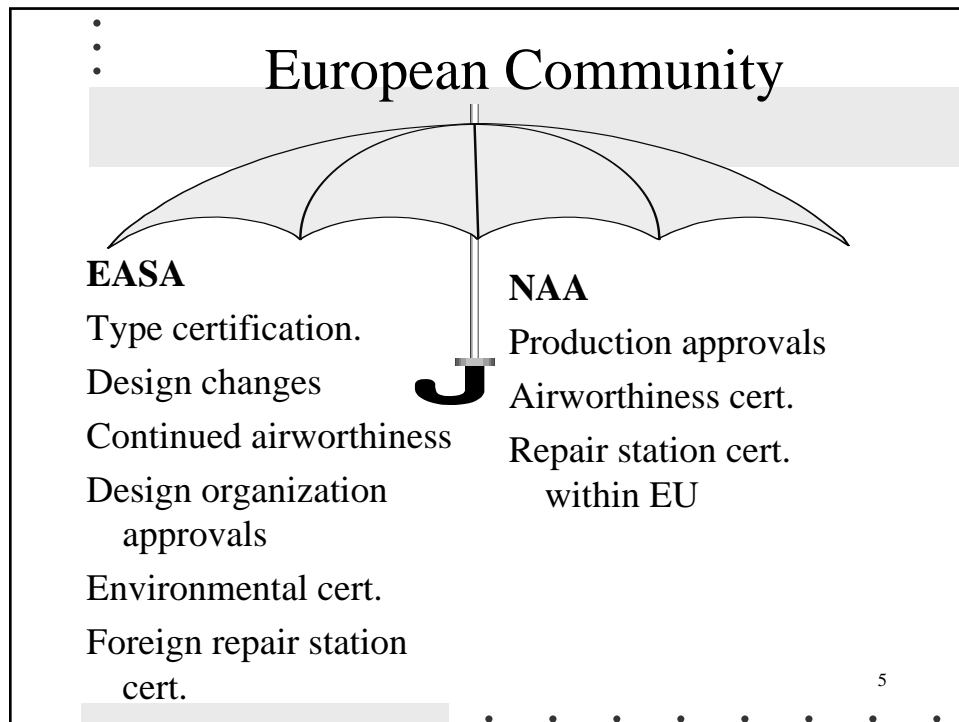 European Community
EASA
Type certification.
Design changes
Continued airworthiness
Design organization
approvals
Environmental cert.
Foreign repair station
cert.
NAA
Production approvals
Airworthiness cert.
Repair station cert.
within EU
5